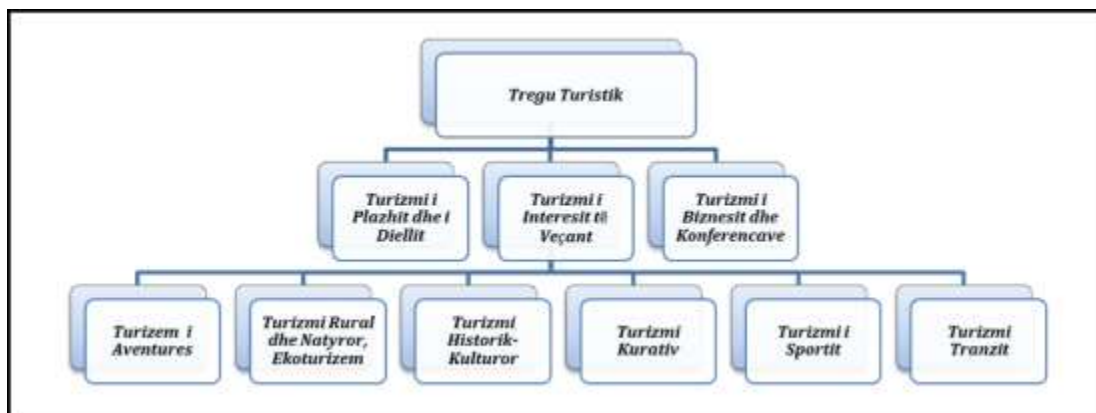 Tregu Turistik
Turizmi i
Plazhit dhe i
Diellit
Turizmi i
Interesit të
Veçant
Turizmi i
Biznesit dhe
Konferencave
Turizem i
Aventures
Turizmi Rural
dhe Natyror,
Ekoturizem
Turizmi
Historik-
Kulturor
Turizmi
Kurativ
Turizmi i
Sportit
Turizmi
Tranzit